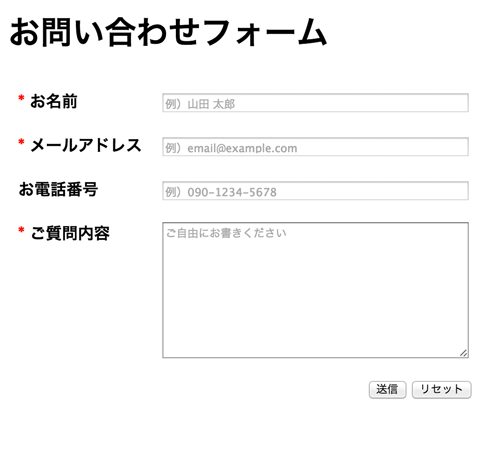 お問い合わせフォーム
* お名前 例）山田 太郎
* メールアドレス 例）email@example.com
お電話番号 例）090-1234-5678
* ご質問内容 ご自由にお書きください
送信 リセット